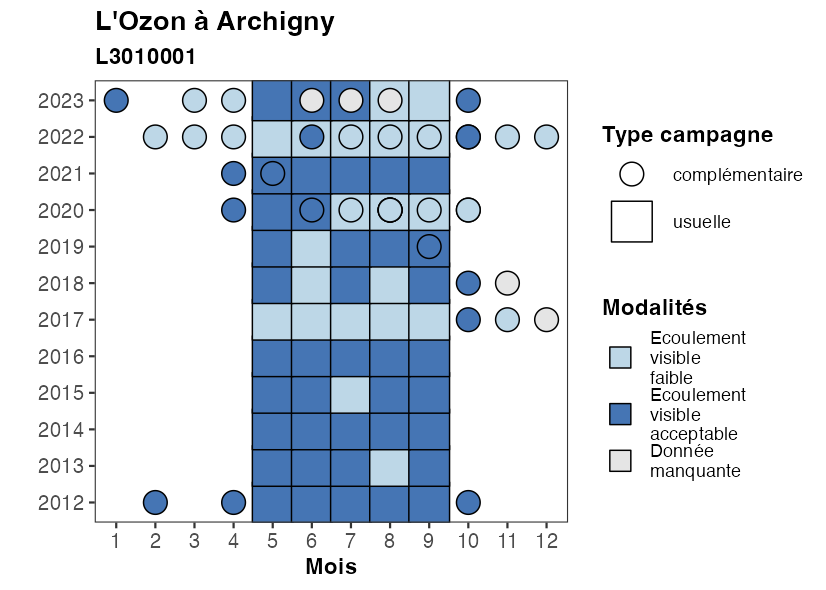 L'Ozon à Archigny
L3010001
2023
2022
2021
2020
2019
2018
2017
2016
2015
2014
2013
2012
1 2 3 4 5 6 7 8 9 10 11 12
Mois
Type campagne
complémentaire
usuelle
Modalités
Ecoulement
visible
faible
Ecoulement
visible
acceptable
Donnée
manquante